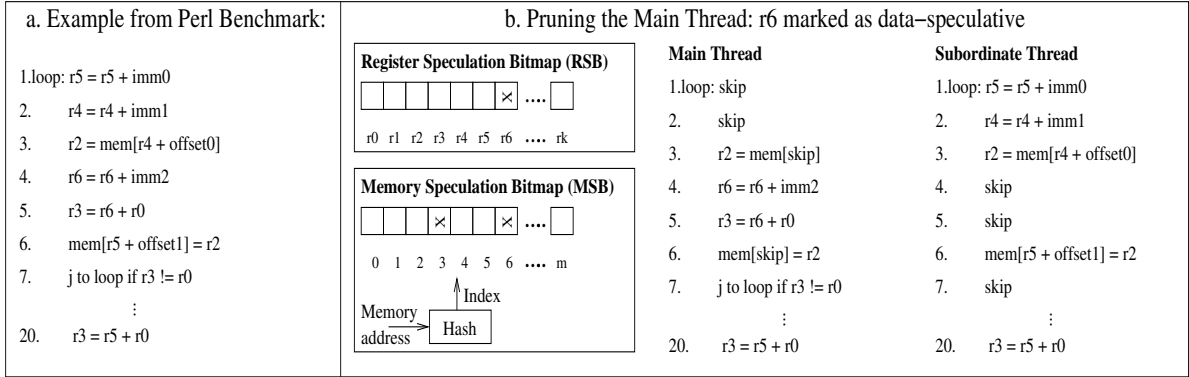 a. Example from Perl Benchmark:
1.loop: r5 = r5 + imm0
2. r4 = r4 + imm1
3. r2 = mem[r4 + offset0]
4. r6 = r6 + imm2
5. r3 = r6 + r0
6. mem[r5 + offset1] = r2
7. j to loop if r3 != r0
⋮
20. r3 = r5 + r0
b. Pruning the Main Thread: r6 marked as data−speculative
Register Speculation Bitmap (RSB)
× ....
r0 r1 r2 r3 r4 r5 r6 .... rk
Memory Speculation Bitmap (MSB)
× × ....
0 1 2 3 4 5 6 .... m
Index
Memory
address
Hash
Main Thread
1.loop: skip
2. skip
3. r2 = mem[skip]
4. r6 = r6 + imm2
5. r3 = r6 + r0
6. mem[skip] = r2
7. j to loop if r3 != r0
⋮
20. r3 = r5 + r0
Subordinate Thread
1.loop: r5 = r5 + imm0
2. r4 = r4 + imm1
3. r2 = mem[r4 + offset0]
4. skip
5. skip
6. mem[r5 + offset1] = r2
7. skip
⋮
20. r3 = r5 + r0